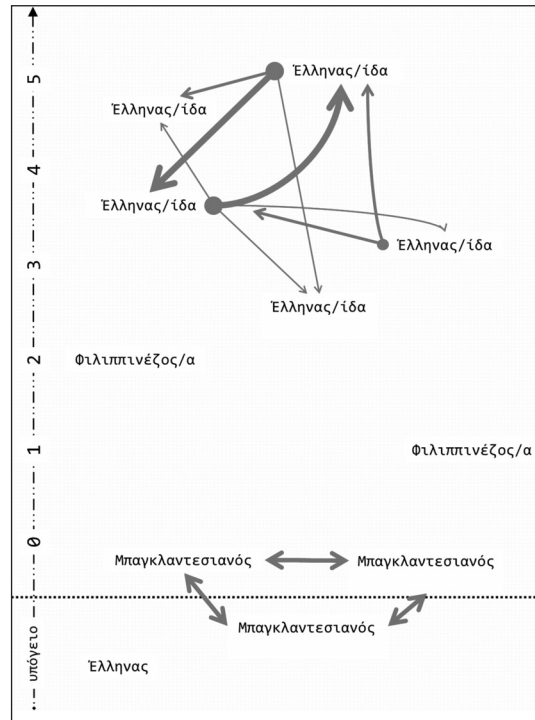 5
Έλληνας/ίδα
Έλληνας/ίδα
4
Έλληνας/ίδα
Έλληνας/ίδα
3
Έλληνας/ίδα
2
Φιλιππινέζος/α
1
Φιλιππινέζος/α
0
Μπαγκλαντεσιανός
Μπαγκλαντεσιανός
Μπαγκλαντεσιανός
υπόγειο
Έλληνας